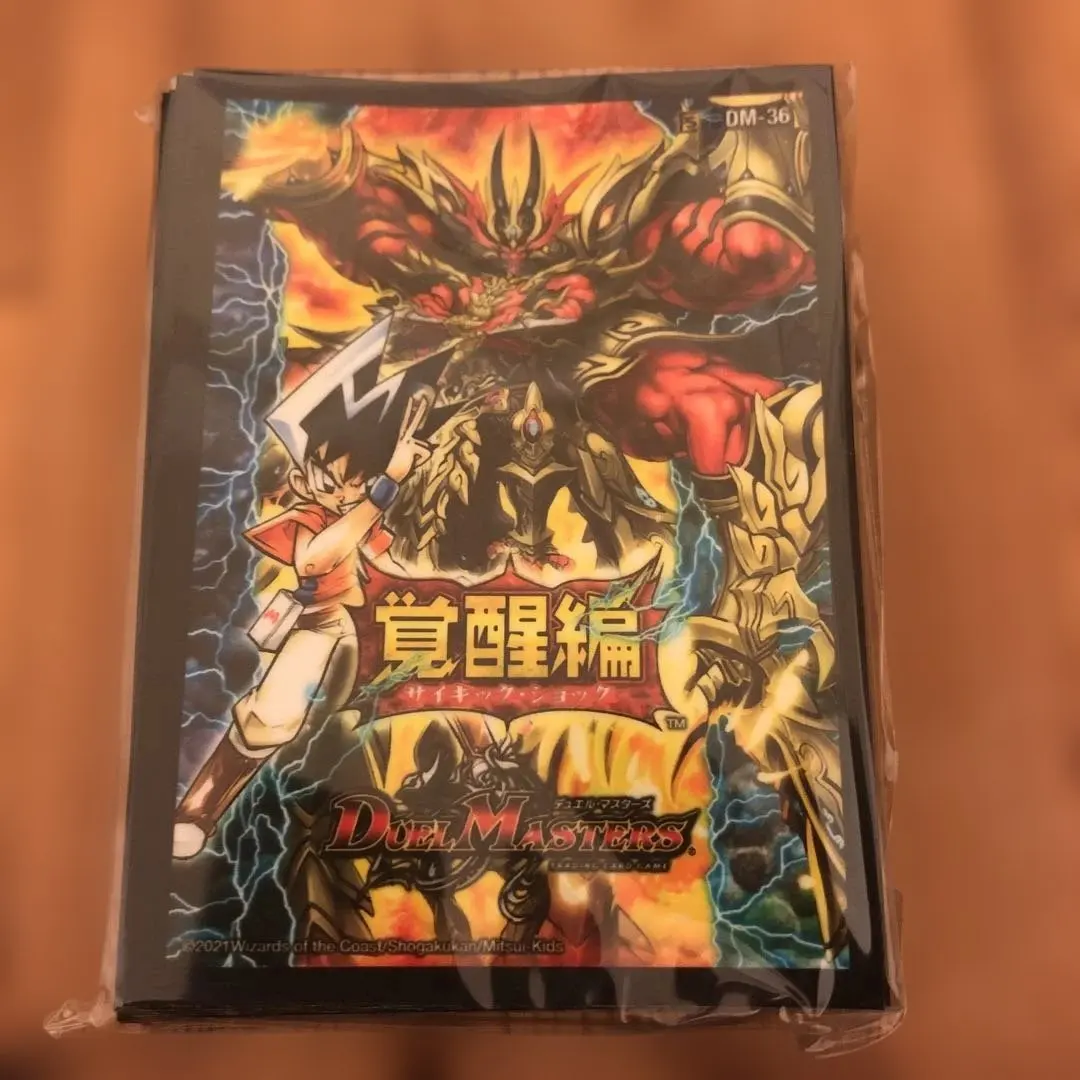 DM-36
覚醒編
サイキック・ショック
TM
デュエル・マスターズ
DUEL MASTERS®
TRADING CARD GAME
©2021 Wizards of the Coast/Shogakukan/Mitsui-Kids